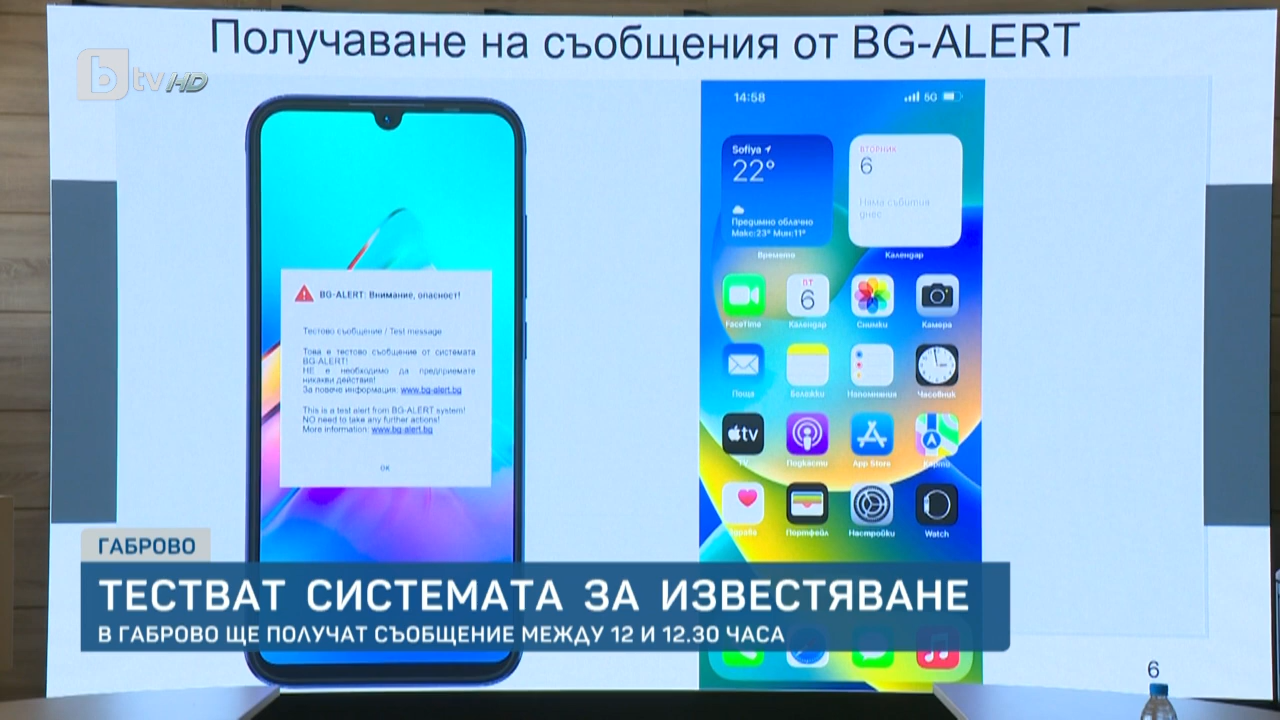 Получаване на съобщения от BG-ALERT
btv HD
BG-ALERT: Внимание, опасност!
Тестово съобщение / Test message
Това е тестово съобщение от системата
BG-ALERT!
НЕ е необходимо да предприемате
никакви действия!
За повече информация: www.bg-alert.bg
This is a test alert from BG-ALERT system!
NO need to take any further actions!
More information: www.bg-alert.bg
OK
14:58
5G
Sofiya
22°
Предимно облачно
Макс:23° Мин:11°
Времето
ВТОРНИК
6
Няма събития
днес
Календар
FaceTime
ВТ
6
Календар
Снимки
Камера
Поща
Бележки
Напомняния
Часовник
tv
TV
Подкасти
App Store
Карти
Здраве
Портфейл
Настройки
Watch
ГАБРОВО
ТЕСТВАТ СИСТЕМАТА ЗА ИЗВЕСТЯВАНЕ
В ГАБРОВО ЩЕ ПОЛУЧАТ СЪОБЩЕНИЕ МЕЖДУ 12 И 12.30 ЧАСА
6